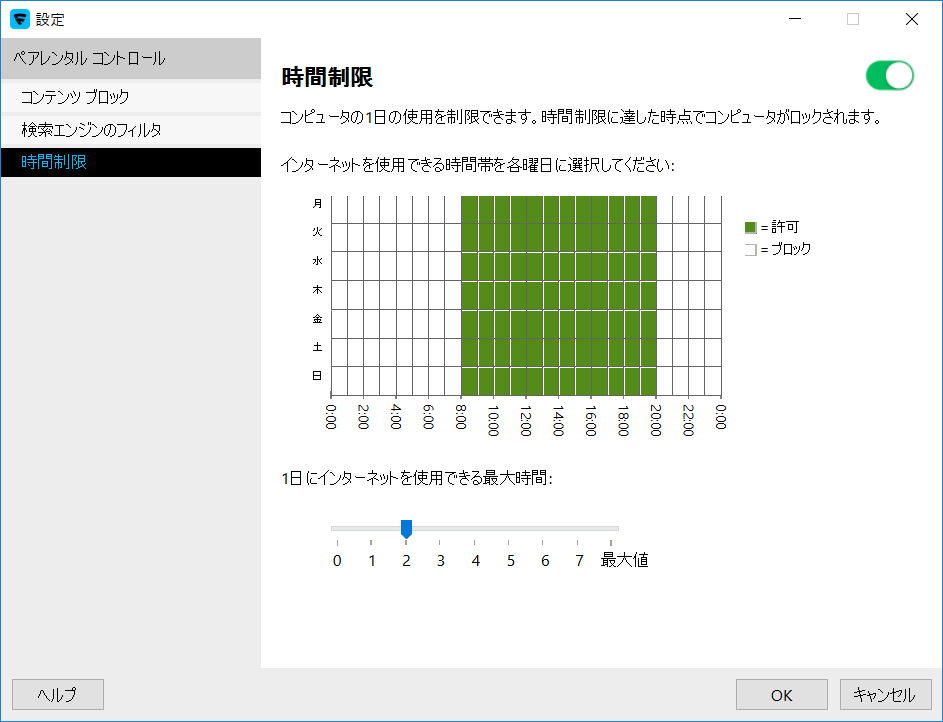 設定
ペアレンタル コントロール
コンテンツ ブロック
検索エンジンのフィルタ
時間制限
時間制限
コンピュータの1日の使用を制限できます。時間制限に達した時点でコンピュータがロックされます。
インターネットを使用できる時間帯を各曜日に選択してください:
月
火
水
木
金
土
日
0:00 2:00 4:00 6:00 8:00 10:00 12:00 14:00 16:00 18:00 20:00 22:00 0:00
= 許可
= ブロック
1日にインターネットを使用できる最大時間:
0 1 2 3 4 5 6 7 最大値
ヘルプ
OK
キャンセル